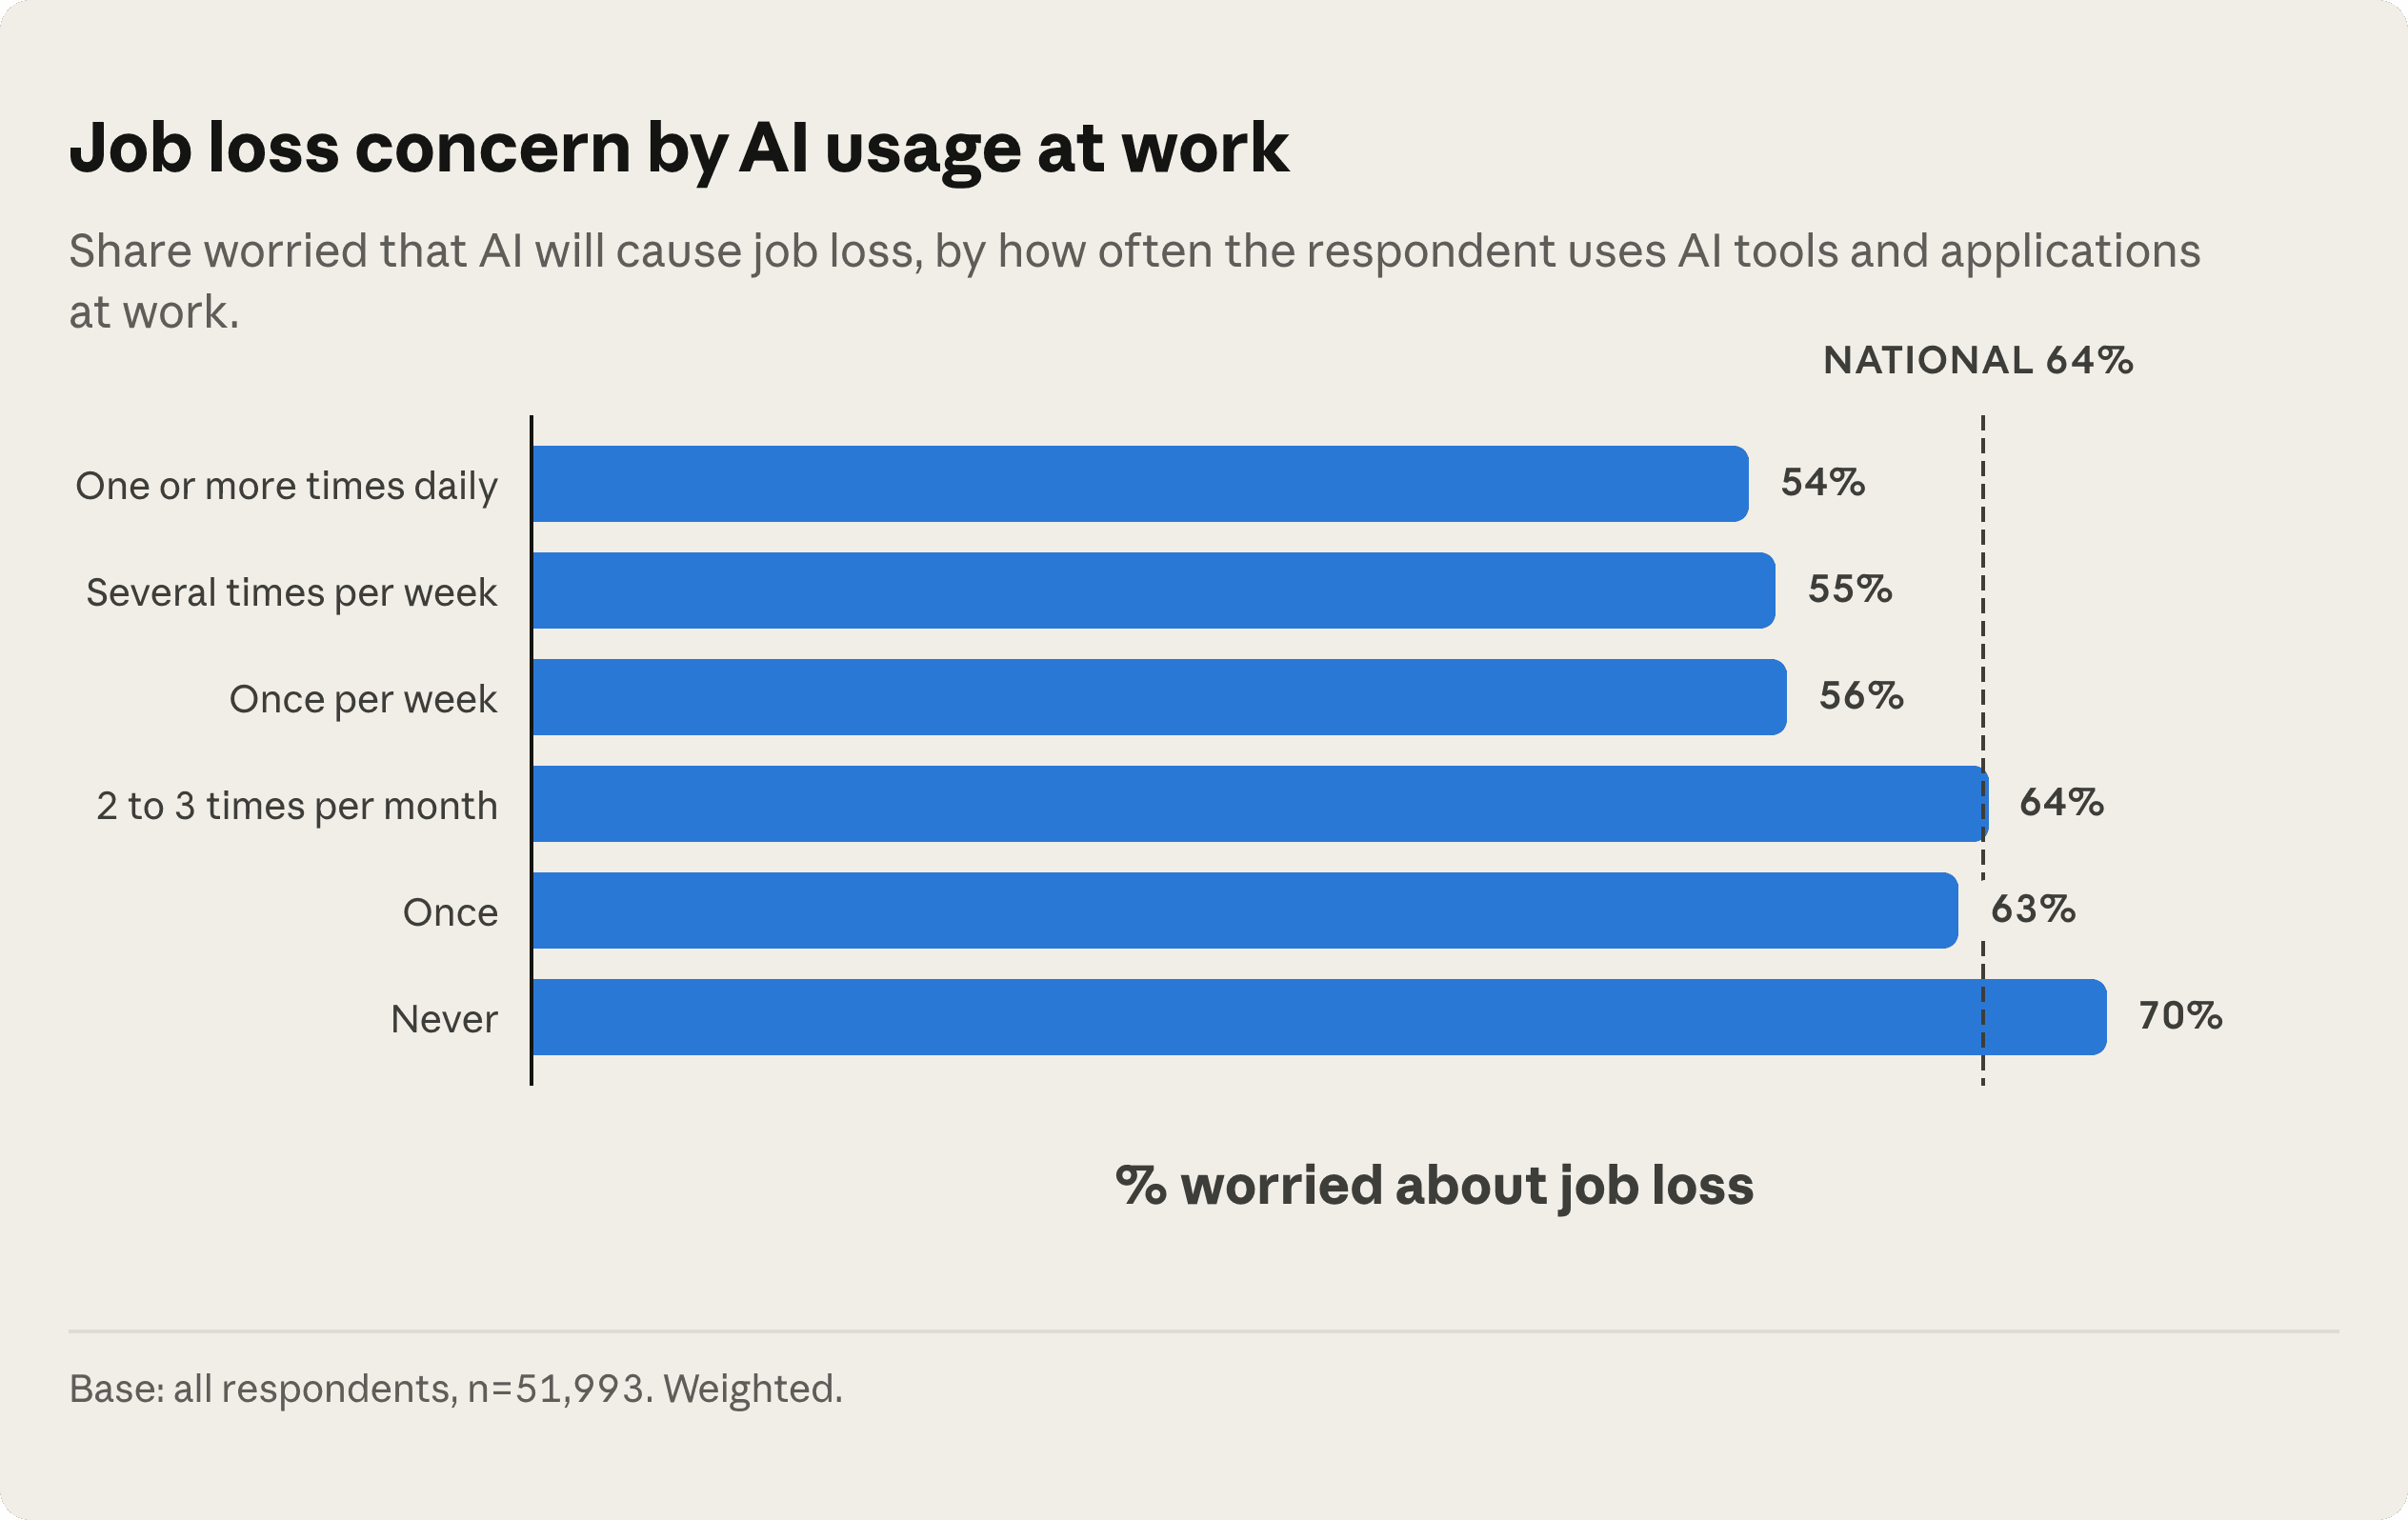 Job loss concern by AI usage at work
Share worried that AI will cause job loss, by how often the respondent uses AI tools and applications
at work.
NATIONAL 64%
One or more times daily 54%
Several times per week 55%
Once per week 56%
2 to 3 times per month 64%
Once 63%
Never 70%
% worried about job loss
Base: all respondents, n=51,993. Weighted.